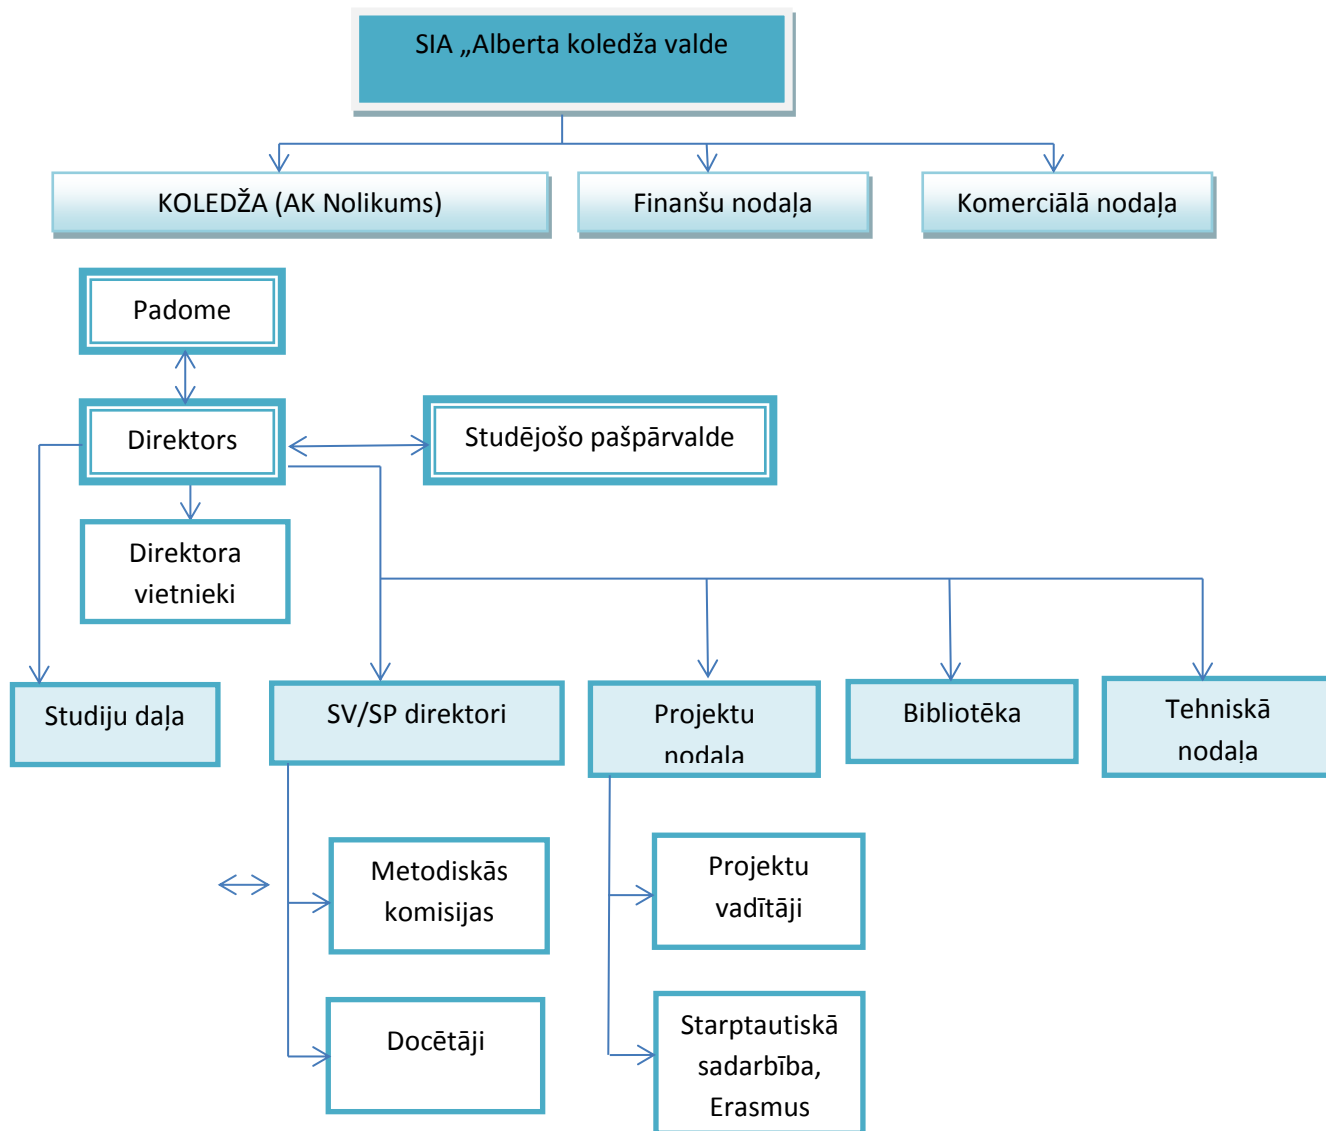 SIA „Alberta koledža valde
KOLEDŽA (AK Nolikums)
Finanšu nodaļa
Komerciālā nodaļa
Padome
Direktors
Studējošo pašpārvalde
Direktora
vietnieki
Studiju daļa
SV/SP direktori
Projektu
nodaļa
Bibliotēka
Tehniskā
nodaļa
Metodiskās
komisijas
Projektu
vadītāji
Docētāji
Starptautiskā
sadarbība,
Erasmus